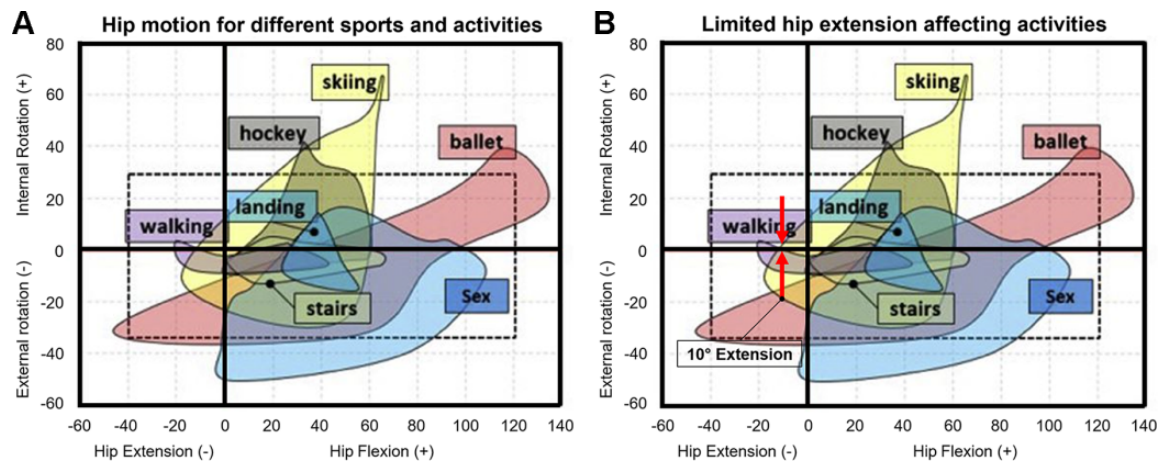 A
Hip motion for different sports and activities
80
60
40
20
0
-20
-40
-60
Internal Rotation (+)
External rotation (-)
skiing
hockey
ballet
landing
walking
stairs
Sex
-60 -40 -20 0 20 40 60 80 100 120 140
Hip Extension (-) Hip Flexion (+)
B
Limited hip extension affecting activities
80
60
40
20
0
-20
-40
-60
Internal Rotation (+)
External rotation (-)
skiing
hockey
ballet
landing
walking
stairs
Sex
10° Extension
-60 -40 -20 0 20 40 60 80 100 120 140
Hip Extension (-) Hip Flexion (+)